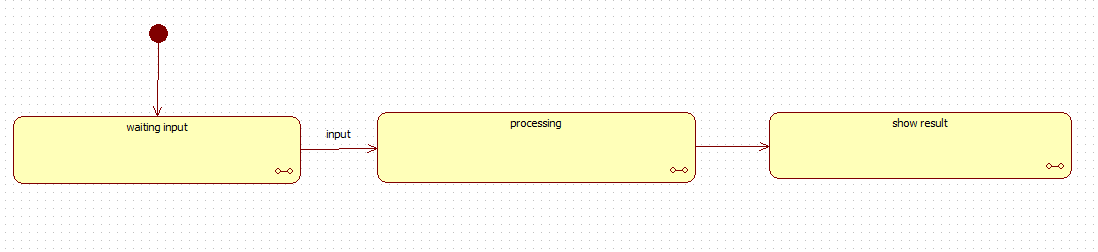 waiting input
input
processing
show result